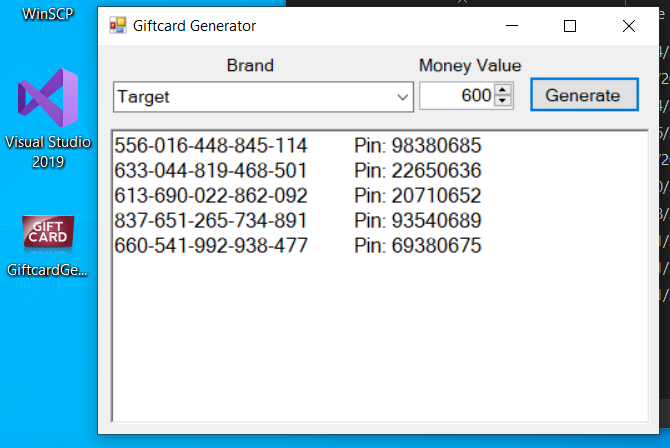 WinSCP
Visual Studio
2019
GIFT
CARD
GiftcardGe...
Giftcard Generator
Brand
Money Value
Target
600
Generate
556-016-448-845-114 Pin: 98380685
633-044-819-468-501 Pin: 22650636
613-690-022-862-092 Pin: 20710652
837-651-265-734-891 Pin: 93540689
660-541-992-938-477 Pin: 69380675